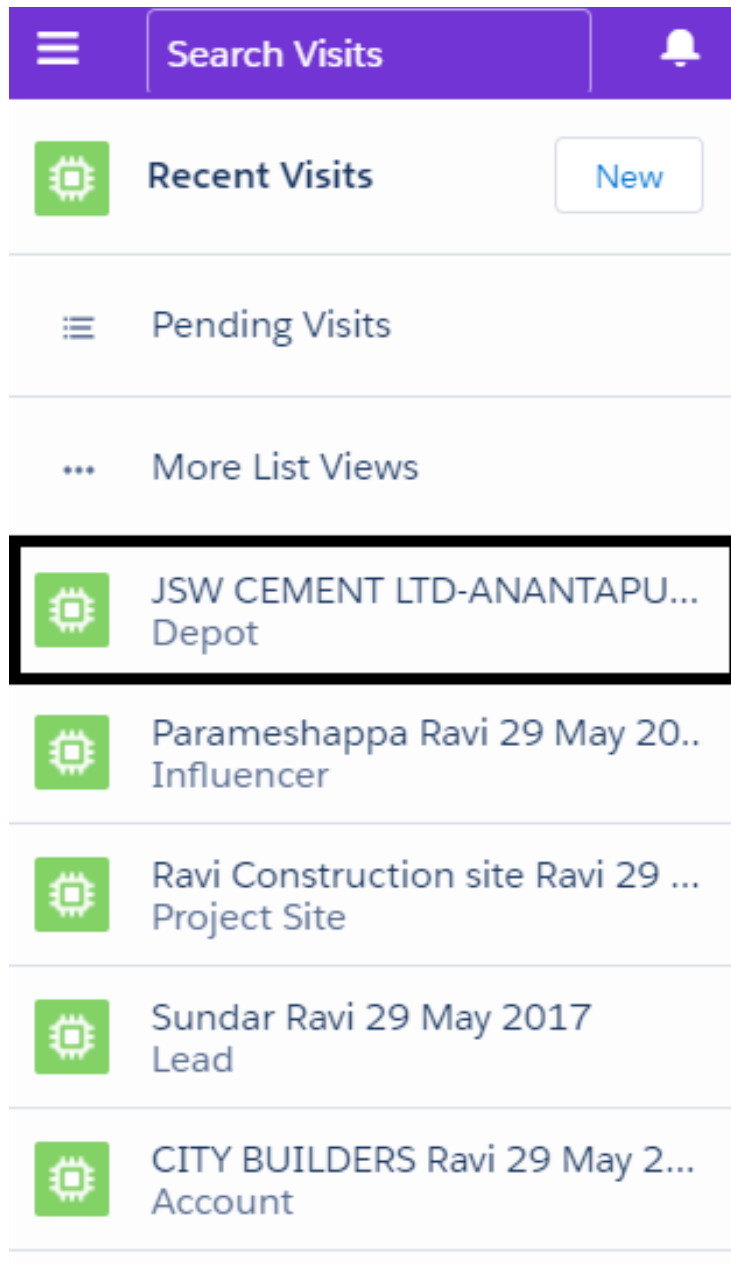 Search Visits
Recent Visits
New
Pending Visits
More List Views
JSW CEMENT LTD-ANANTAPU...
Depot
Parameshappa Ravi 29 May 20..
Influencer
Ravi Construction site Ravi 29 ...
Project Site
Sundar Ravi 29 May 2017
Lead
CITY BUILDERS Ravi 29 May 2...
Account